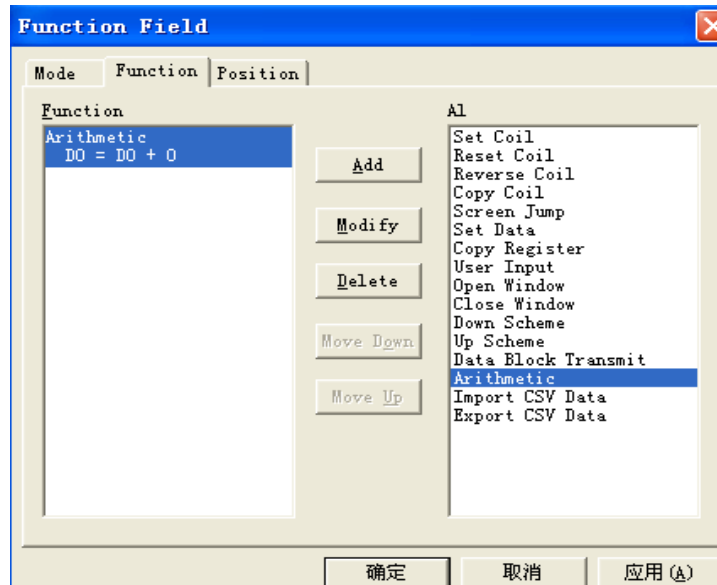 Function Field
Mode
Function
Position
Function
Al
Arithmetic
D0 = D0 + 0
Add
Modify
Delete
Move Down
Move Up
Set Coil
Reset Coil
Reverse Coil
Copy Coil
Screen Jump
Set Data
Copy Register
User Input
Open Window
Close Window
Down Scheme
Up Scheme
Data Block Transmit
Arithmetic
Import CSV Data
Export CSV Data
确定
取消
应用(A)